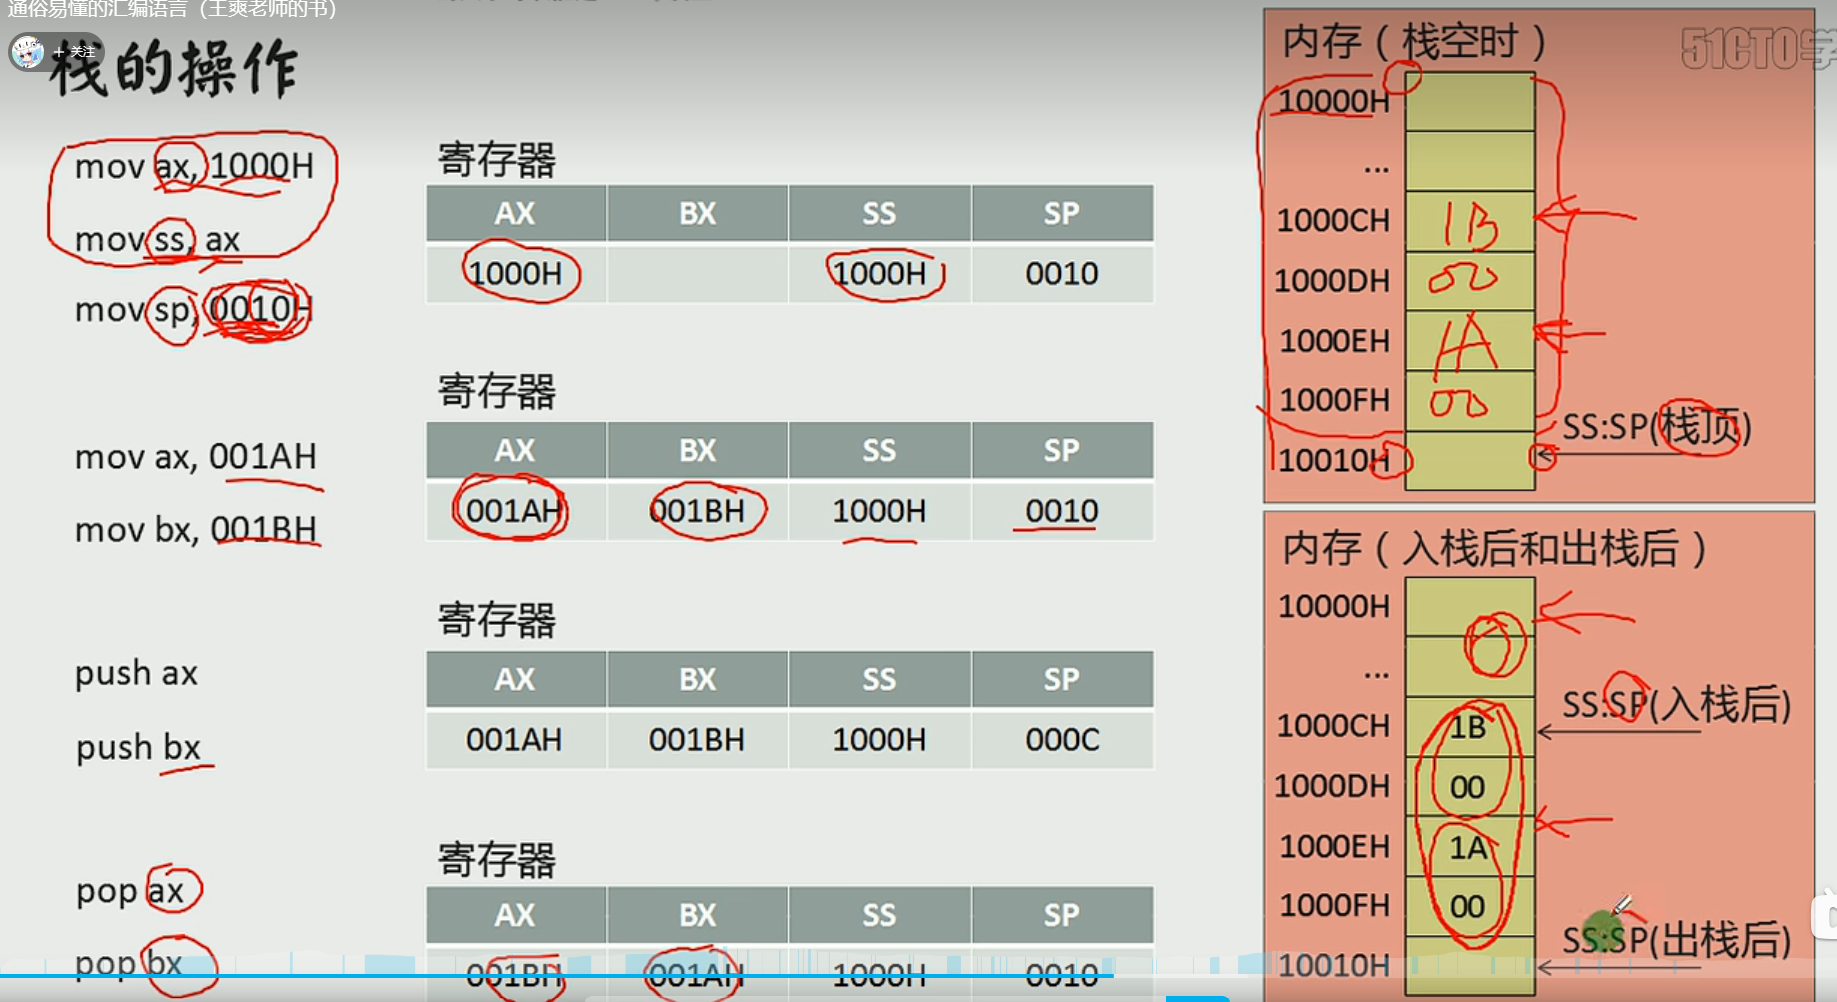 通俗易懂的汇编语言（王爽老师的书）
+ 关注
栈的操作
mov ax, 1000H
mov ss, ax
mov sp, 0010H
mov ax, 001AH
mov bx, 001BH
push ax
push bx
pop ax
pop bx
寄存器
AX BX SS SP
1000H 1000H 0010
寄存器
AX BX SS SP
001AH 001BH 1000H 0010
寄存器
AX BX SS SP
001AH 001BH 1000H 000C
寄存器
AX BX SS SP
001BH 001AH 1000H 0010
51CTO学
内存（栈空时）
10000H
...
1000CH 1B
1000DH 00
1000EH 1A
1000FH 00
SS:SP(栈顶)
10010H
内存（入栈后和出栈后）
10000H
...
SS:SP(入栈后)
1000CH 1B
1000DH 00
1000EH 1A
1000FH 00
SS:SP(出栈后)
10010H